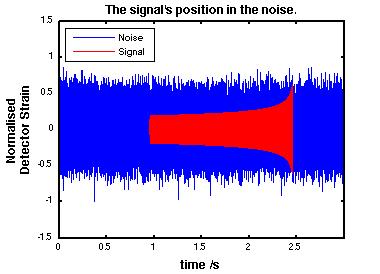 The signal's position in the noise.
Noise
Signal
Normalised
Detector Strain
1.5
1
0.5
0
-0.5
-1
-1.5
0 0.5 1 1.5 2 2.5
time /s